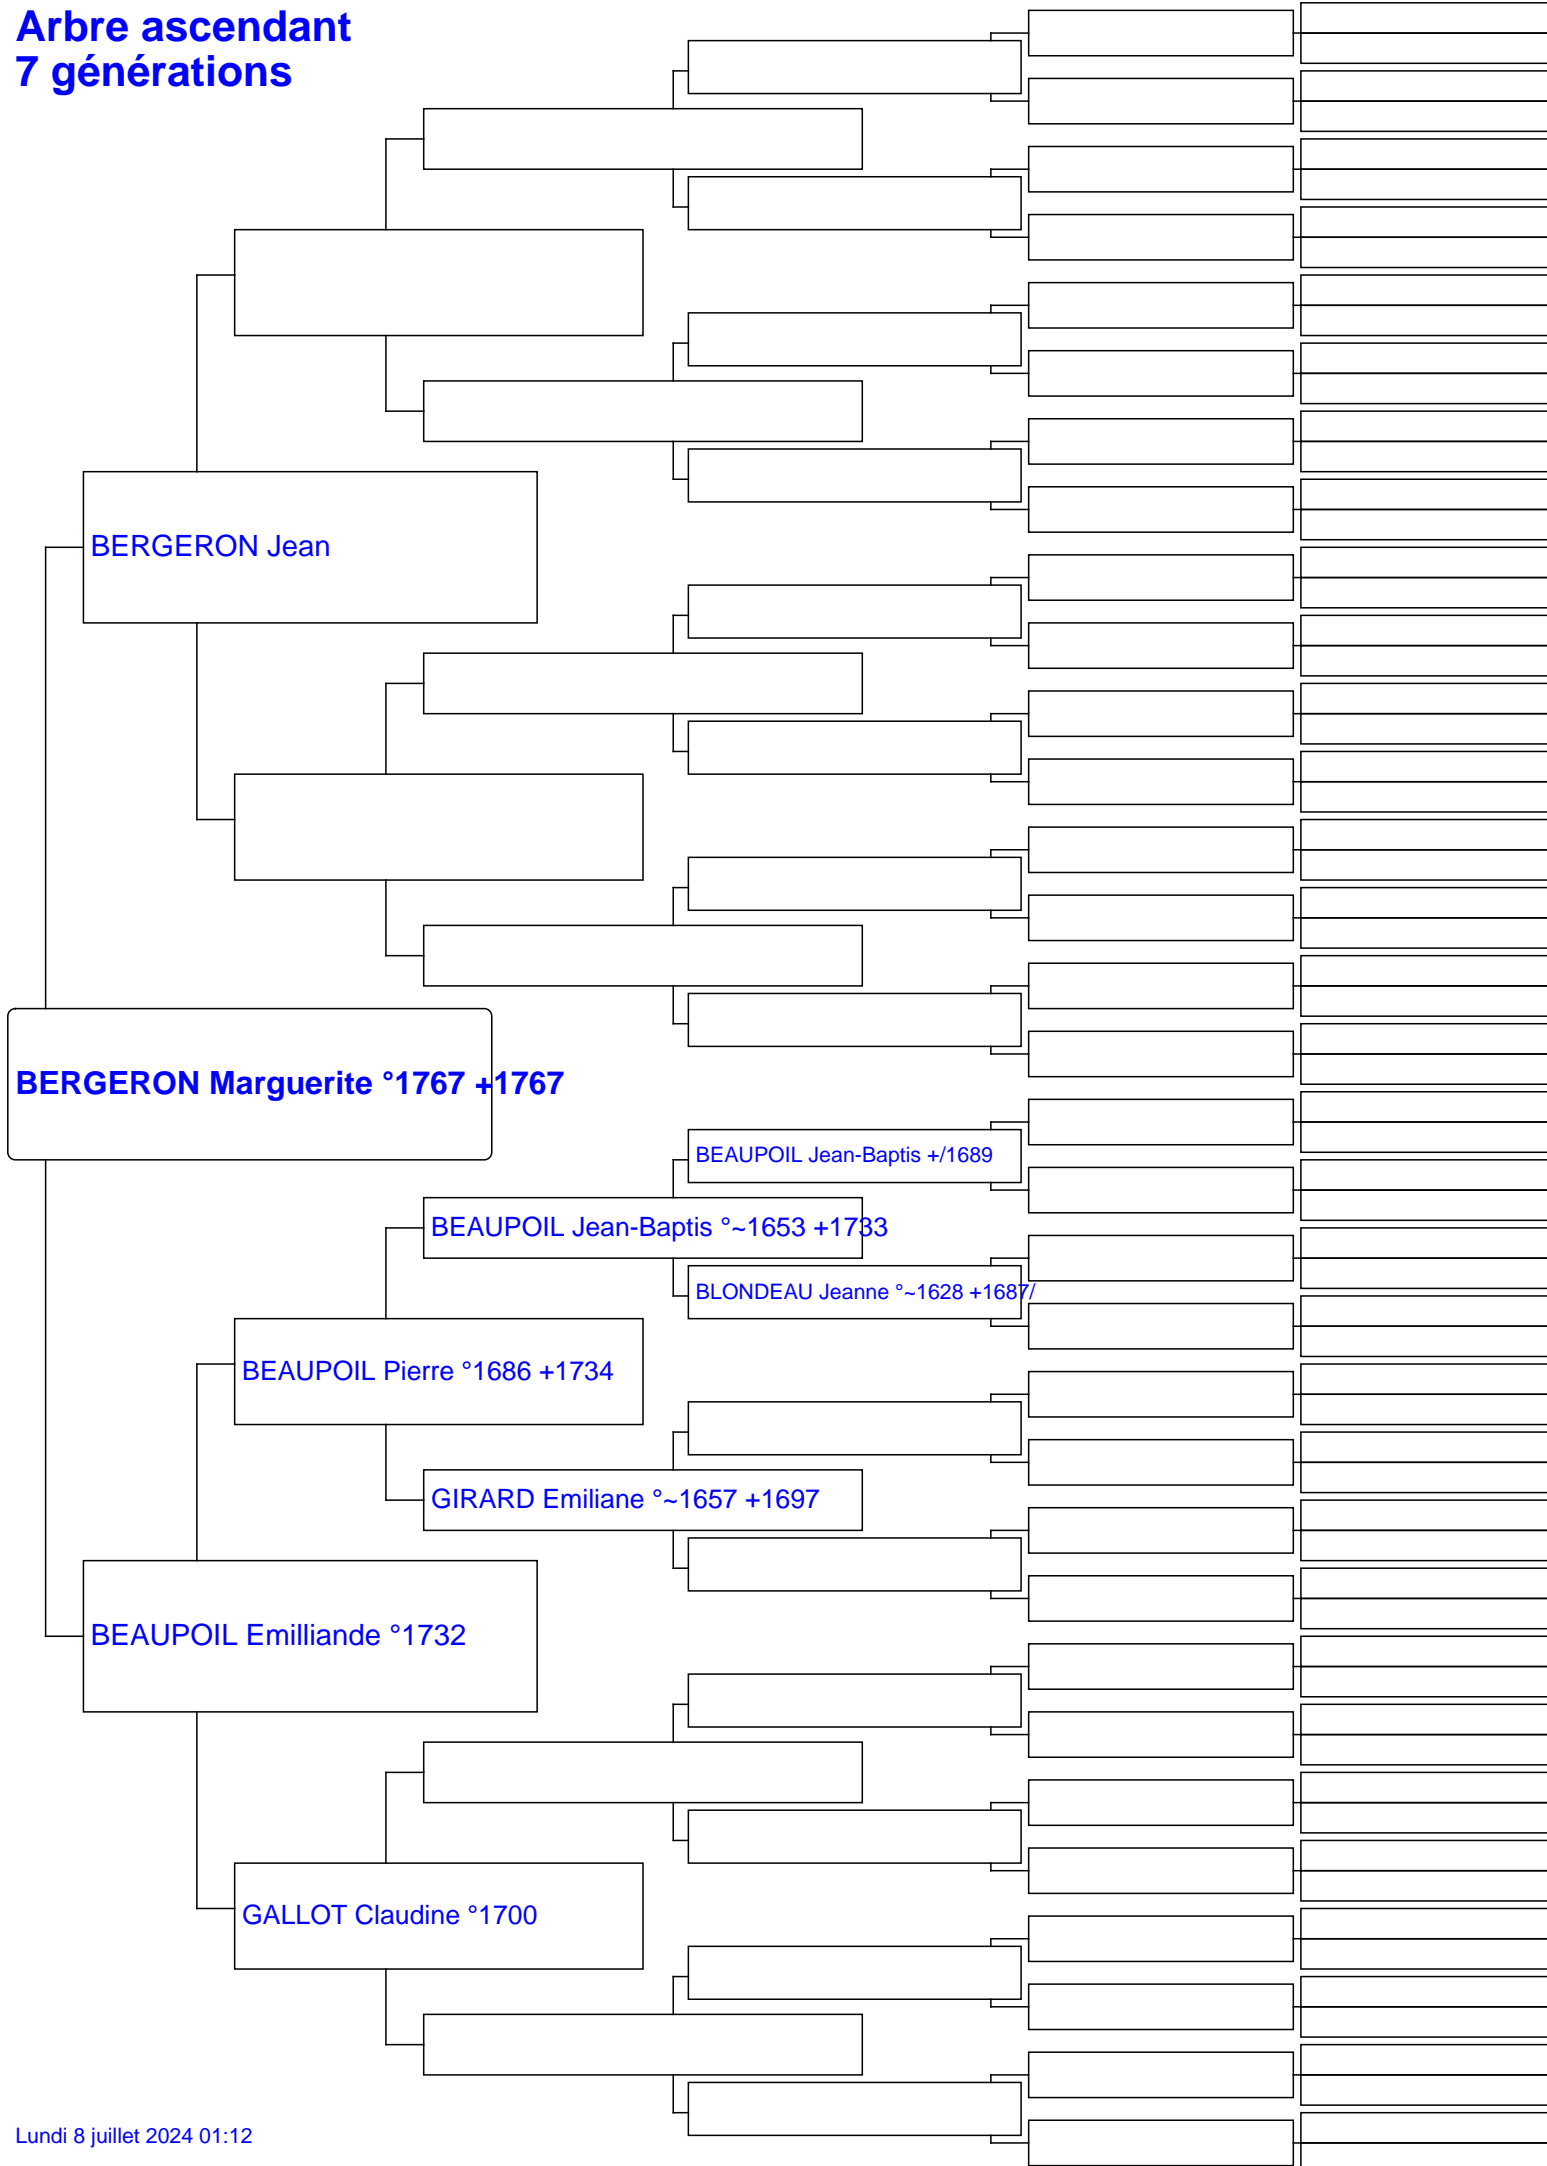 Arbre ascendant
7 générations
BERGERON Jean
BERGERON Marguerite °1767 +1767
BEAUPOIL Jean-Baptis +/1689
BEAUPOIL Jean-Baptis °~1653 +1733
BLONDEAU Jeanne °~1628 +1687/
BEAUPOIL Pierre °1686 +1734
GIRARD Emiliane °~1657 +1697
BEAUPOIL Emilliande °1732
GALLOT Claudine °1700
Lundi 8 juillet 2024 01:12